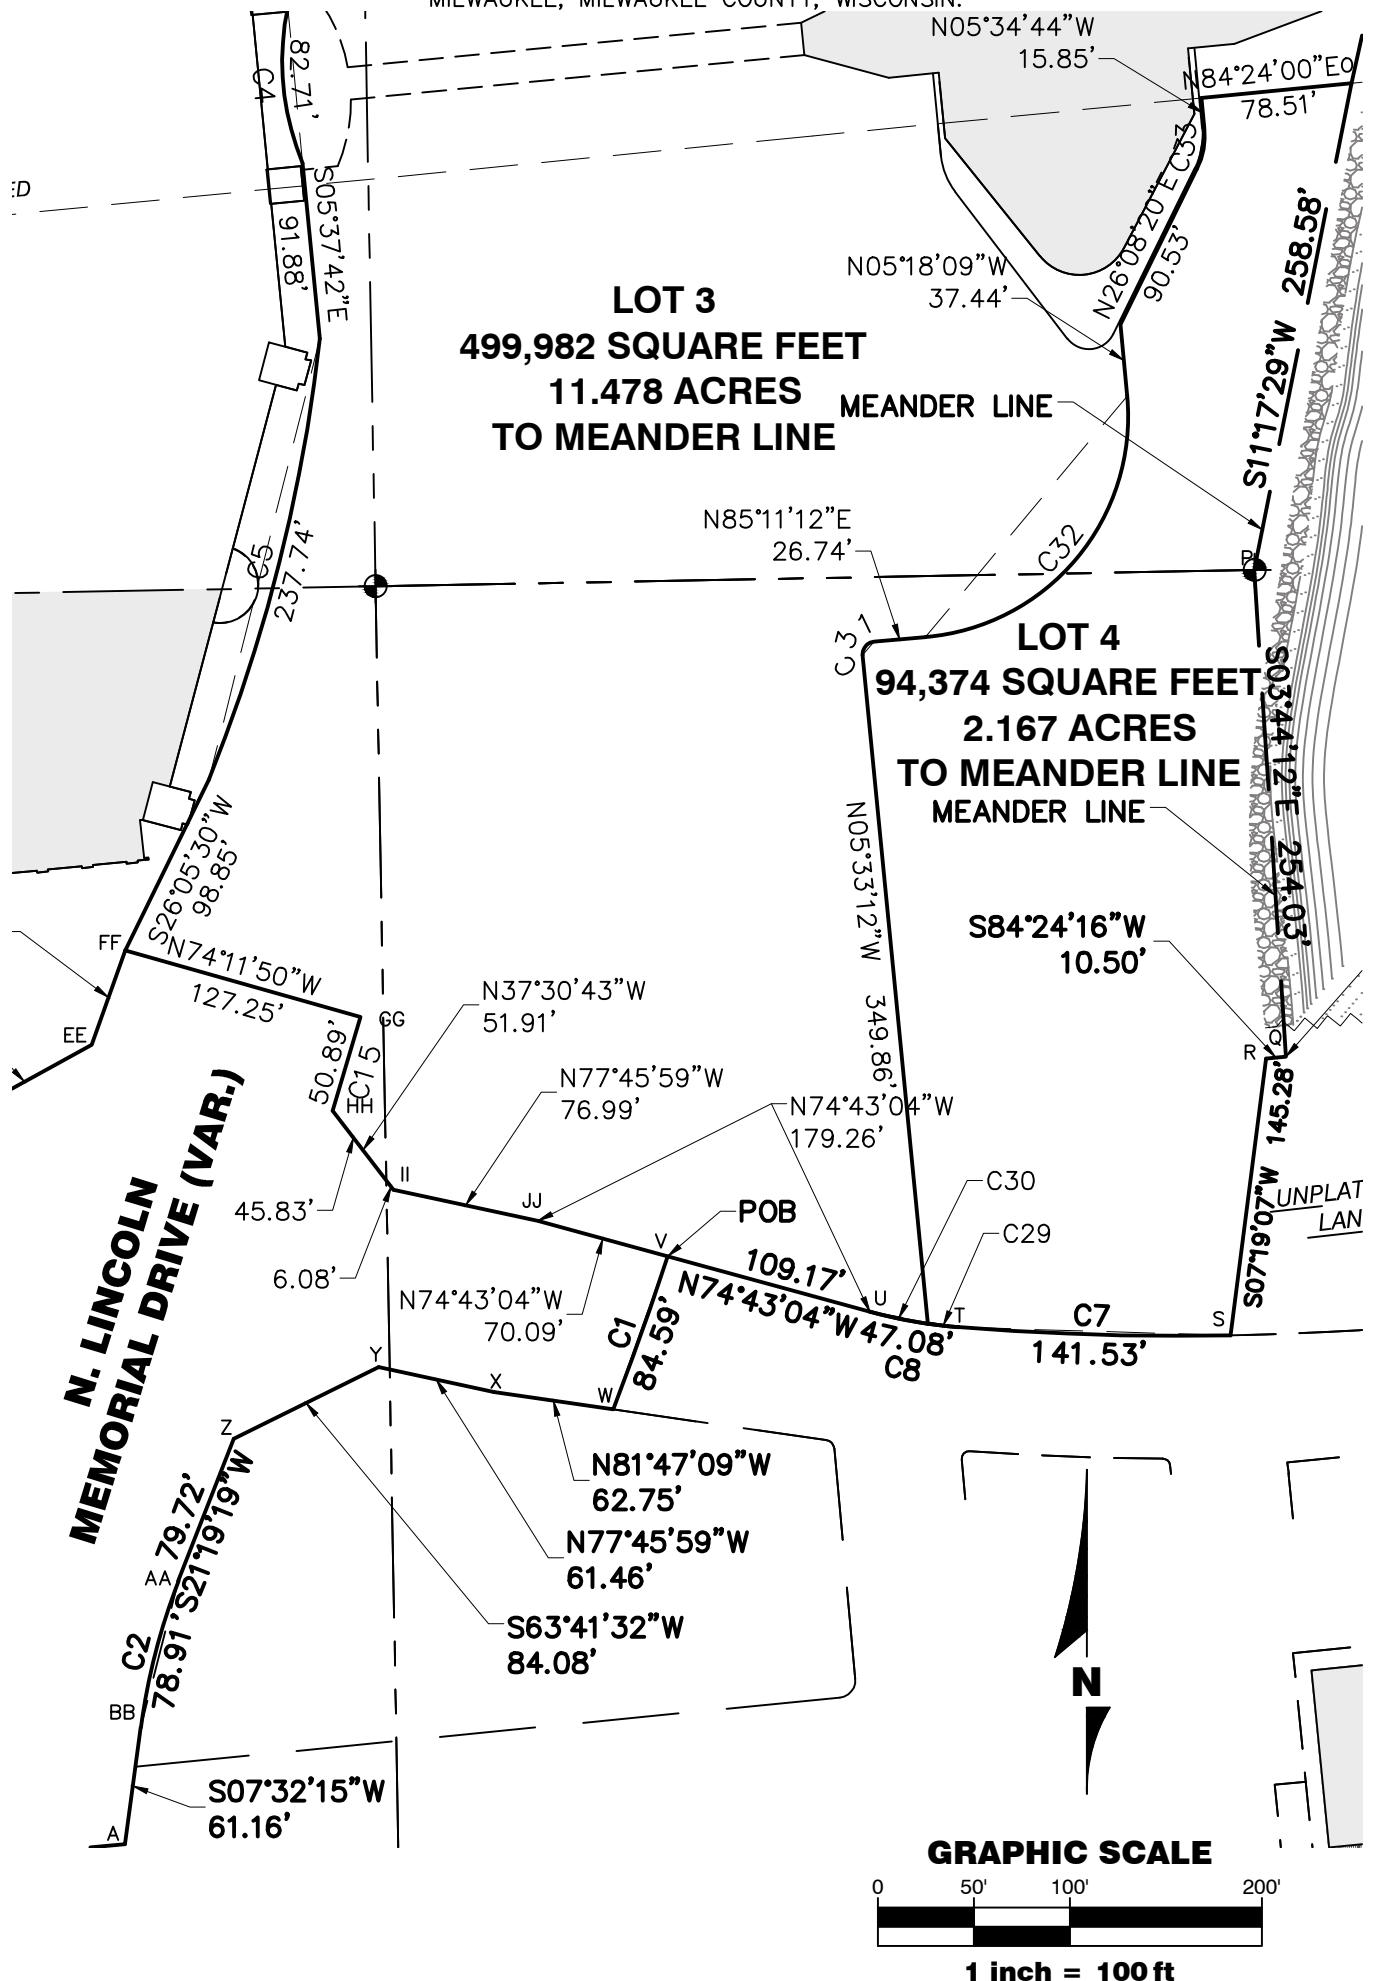 MILWAUKEE, MILWAUKEE COUNTY, WISCONSIN.
N05°34'44"W
15.85'
N84°24'00"E
78.51'
C4
82.71'
ED
S05°37'42"E
91.88'
C33
N26°08'20"E
90.53'
N05°18'09"W
37.44'
258.58'
S11°17'29"W
LOT 3
499,982 SQUARE FEET
11.478 ACRES
TO MEANDER LINE
MEANDER LINE
N85°11'12"E
26.74'
C5
237.74'
C32
P
C31
LOT 4
94,374 SQUARE FEET
2.167 ACRES
TO MEANDER LINE
MEANDER LINE
S03°44'12"E 254.03'
N05°33'12"W 349.86'
S26°05'30"W
98.85'
S84°24'16"W
10.50'
FF
N74°11'50"W
127.25'
GG
EE
N37°30'43"W
51.91'
50.89'
C15
HH
Q
R
N77°45'59"W
76.99'
N74°43'04"W
179.26'
II
JJ
45.83'
6.08'
C30
C29
POB
V
S07°19'07"W 145.28'
UNPLAT
LAN
N. LINCOLN
MEMORIAL DRIVE (VAR.)
N74°43'04"W
70.09'
109.17'
N74°43'04"W
U
47.08'
C8
T
C7
141.53'
S
C1
84.59'
Y
X
W
Z
N81°47'09"W
62.75'
N77°45'59"W
61.46'
S63°41'32"W
84.08'
79.72'
S21°19'19"W
AA
C2
78.91'
BB
N
S07°32'15"W
61.16'
A
GRAPHIC SCALE
0 50' 100' 200'
1 inch = 100 ft